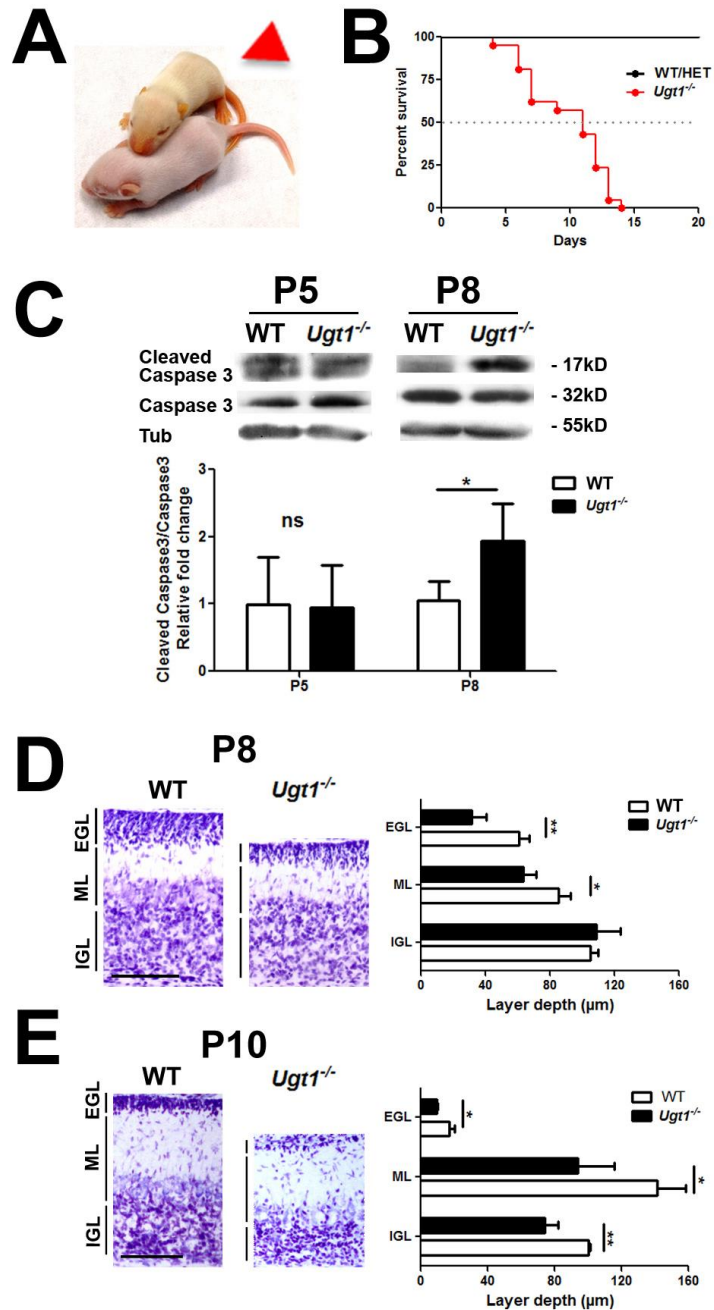 A
B
100
75
50
25
0
Percent survival
0 5 10 15 20
Days
WT/HET
Ugt1-/-
C
P5 P8
WT Ugt1-/- WT Ugt1-/-
Cleaved
Caspase 3
- 17kD
Caspase 3
- 32kD
Tub
- 55kD
Cleaved Caspase3/Caspase3
Relative fold change
3
2
1
0
ns
*
WT
Ugt1-/-
P5 P8
D
P8
WT Ugt1-/-
EGL
ML
IGL
WT
Ugt1-/-
EGL
**
ML
*
IGL
0 40 80 120 160
Layer depth (µm)
E
P10
WT Ugt1-/-
EGL
ML
IGL
WT
Ugt1-/-
EGL
*
ML
*
IGL
**
0 40 80 120 160
Layer depth (µm)